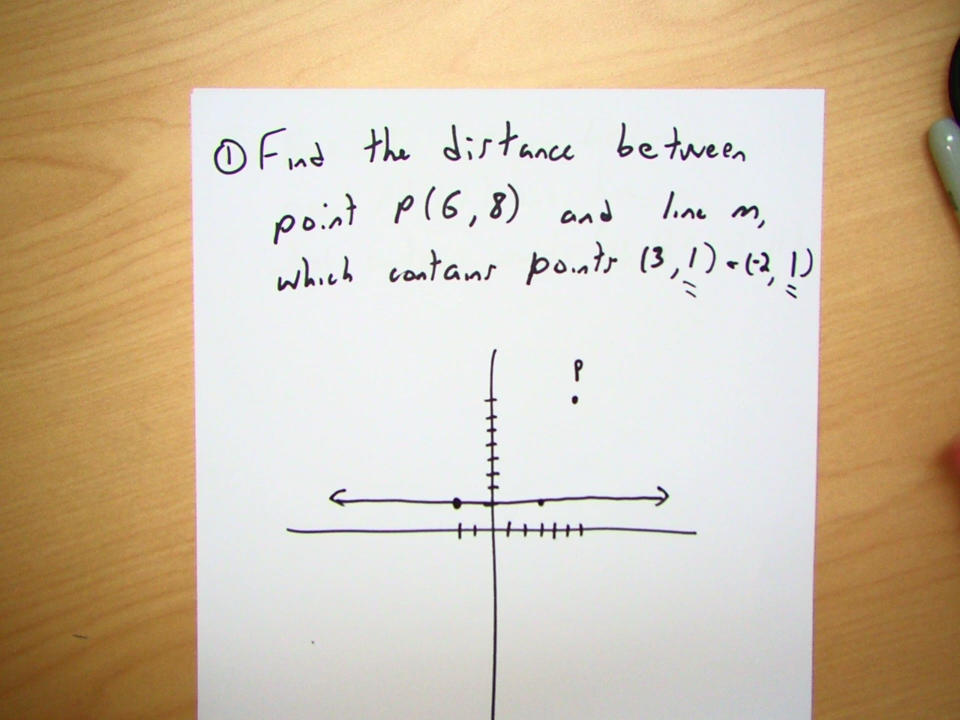 ① Find the distance between
point P(6,8) and line m,
which contains points (3,1) - (-2,1)
P